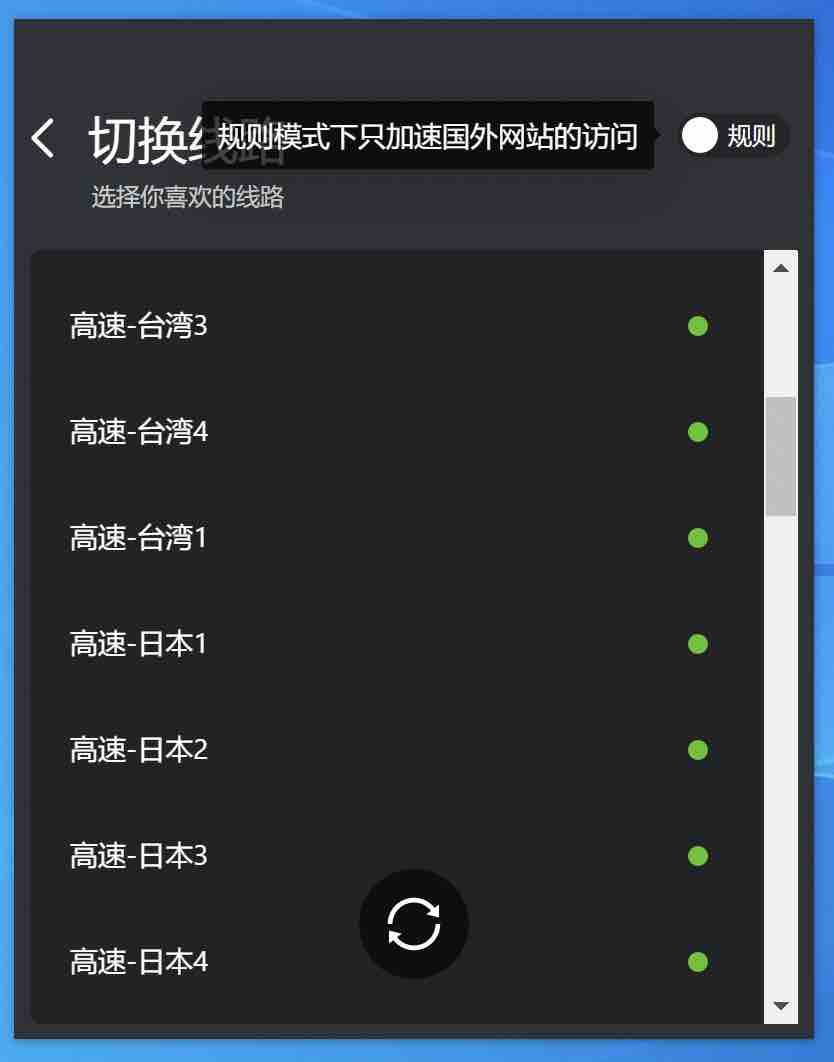 切换线路
规则模式下只加速国外网站的访问
规则
选择你喜欢的线路
高速-台湾3
高速-台湾4
高速-台湾1
高速-日本1
高速-日本2
高速-日本3
高速-日本4